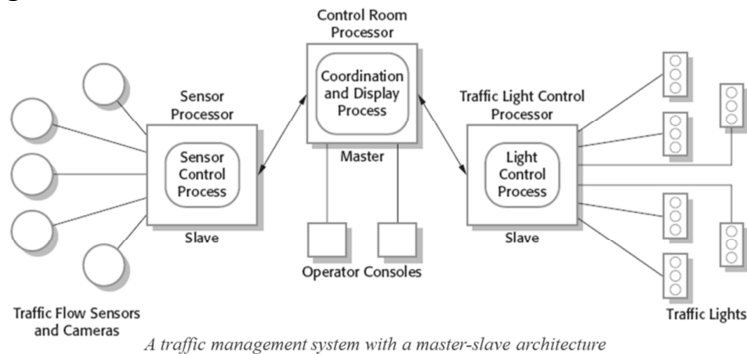 Control Room
Processor
Coordination
and Display
Process
Master
Sensor
Processor
Sensor
Control
Process
Slave
Traffic Light Control
Processor
Light
Control
Process
Slave
Operator Consoles
Traffic Flow Sensors
and Cameras
Traffic Lights
A traffic management system with a master-slave architecture